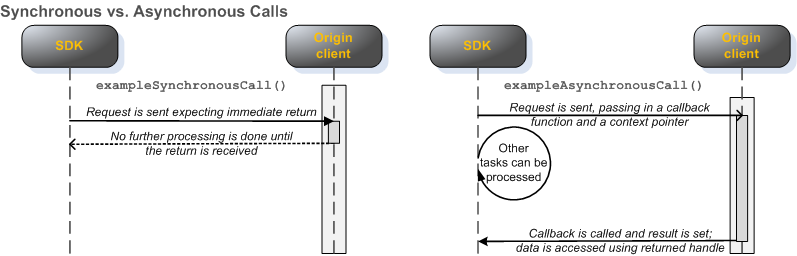 Synchronous vs. Asynchronous Calls
SDK
Origin
client
exampleSynchronousCall()
Request is sent expecting immediate return
No further processing is done until
the return is received
SDK
Origin
client
exampleAsynchronousCall()
Request is sent, passing in a callback
function and a context pointer
Other
tasks can be
processed
Callback is called and result is set;
data is accessed using returned handle